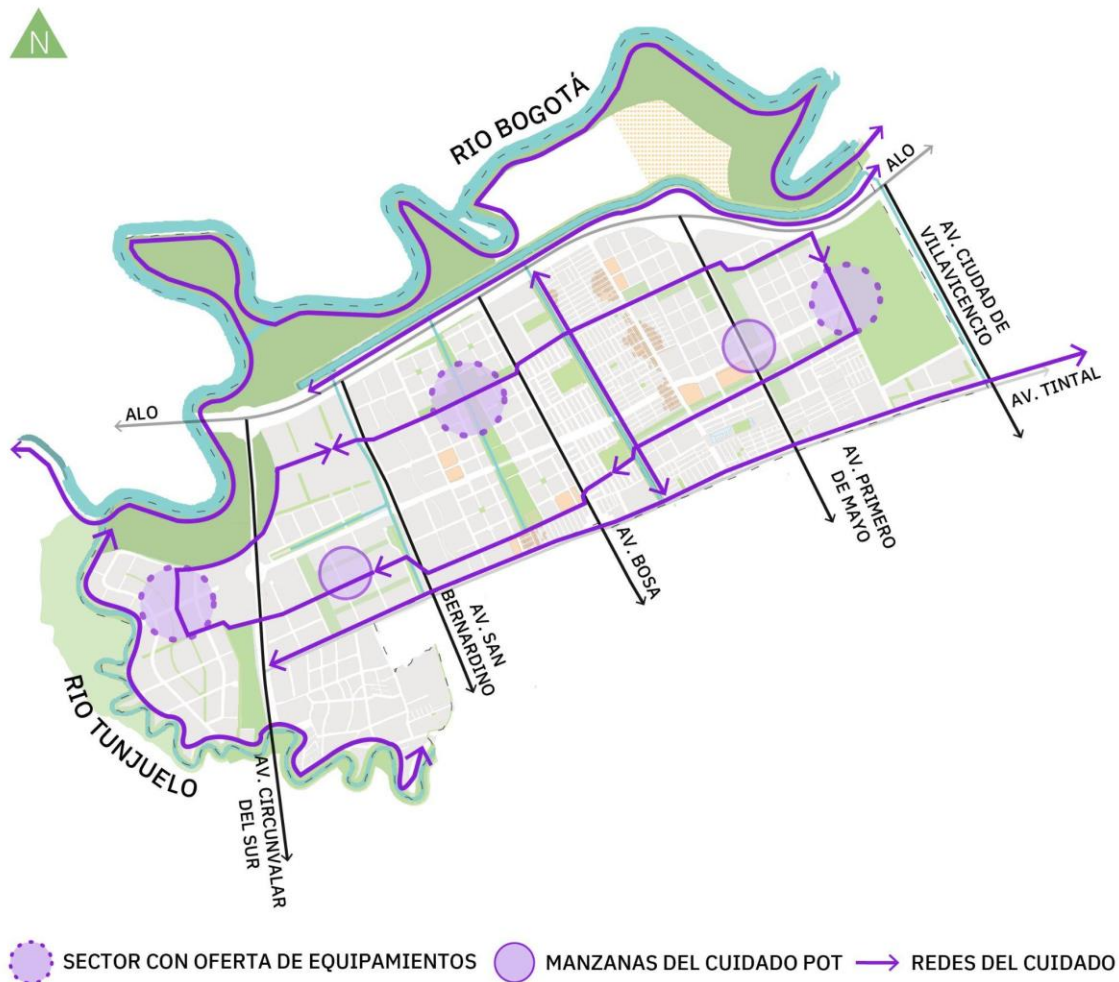 N
RIO BOGOTÁ
ALO
AV. CIUDAD DE
VILLAVICENCIO
AV. TINTAL
ALO
AV. PRIMERO
DE MAYO
AV. BOSA
AV. SAN
BERNARDINO
RIO TUNJUELO
AV. CIRCUNVALAR
DEL SUR
SECTOR CON OFERTA DE EQUIPAMIENTOS
MANZANAS DEL CUIDADO POT
REDES DEL CUIDADO